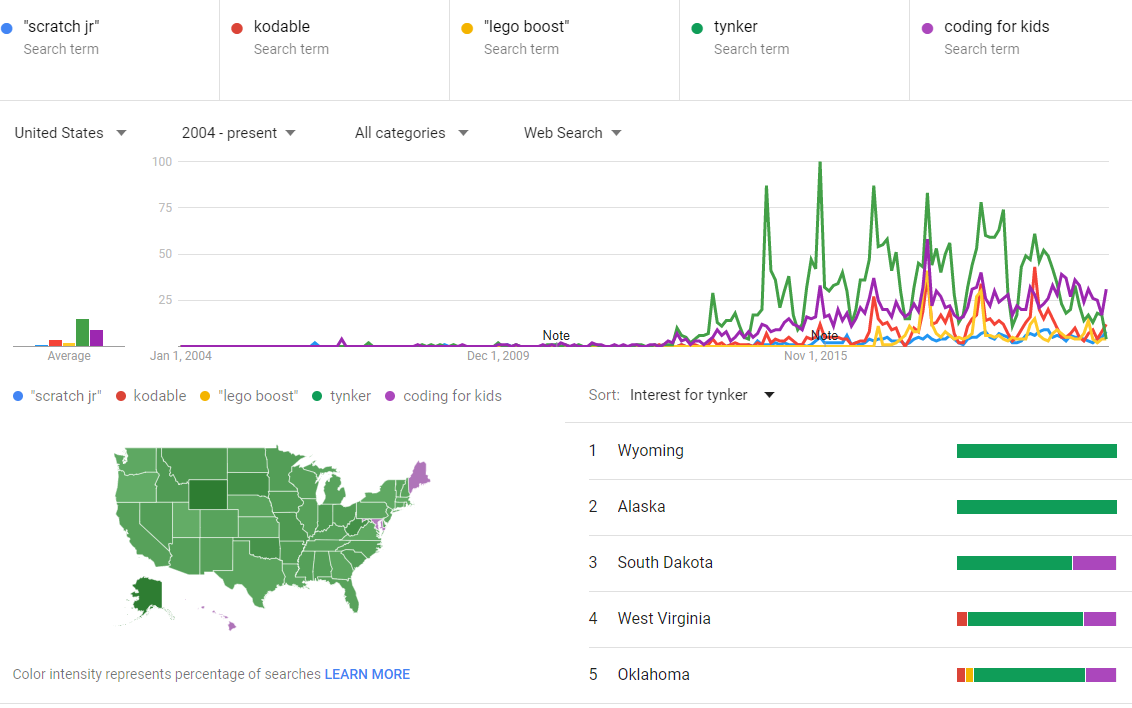 "scratch jr"
Search term
kodable
Search term
"lego boost"
Search term
tynker
Search term
coding for kids
Search term
United States
2004 - present
All categories
Web Search
100
75
50
25
Note
Note
Average
Jan 1, 2004
Dec 1, 2009
Nov 1, 2015
"scratch jr" kodable "lego boost" tynker coding for kids
Sort: Interest for tynker
1 Wyoming
2 Alaska
3 South Dakota
4 West Virginia
5 Oklahoma
Color intensity represents percentage of searches LEARN MORE